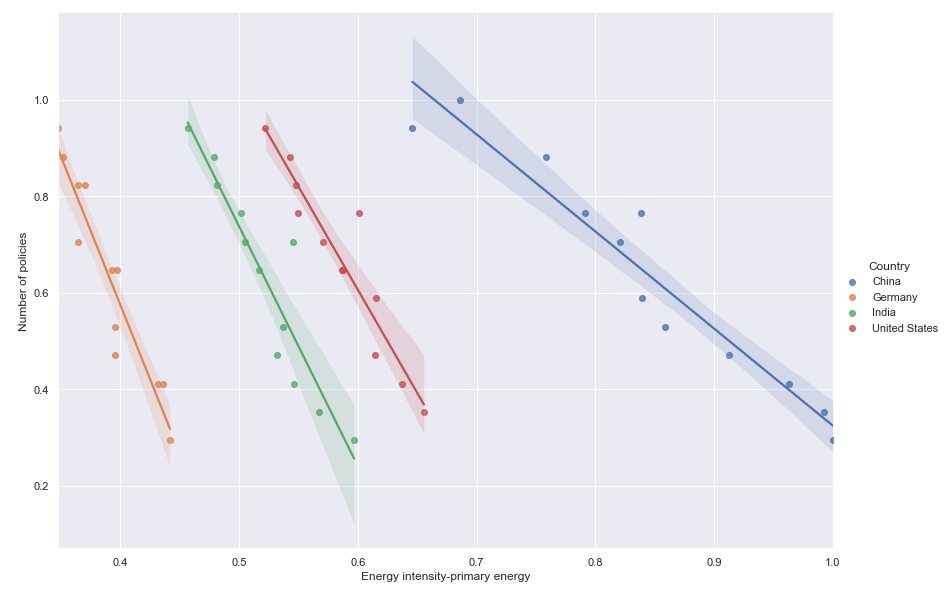 1.0
0.8
0.6
0.4
0.2
Number of policies
0.4 0.5 0.6 0.7 0.8 0.9 1.0
Energy intensity-primary energy
Country
China
Germany
India
United States